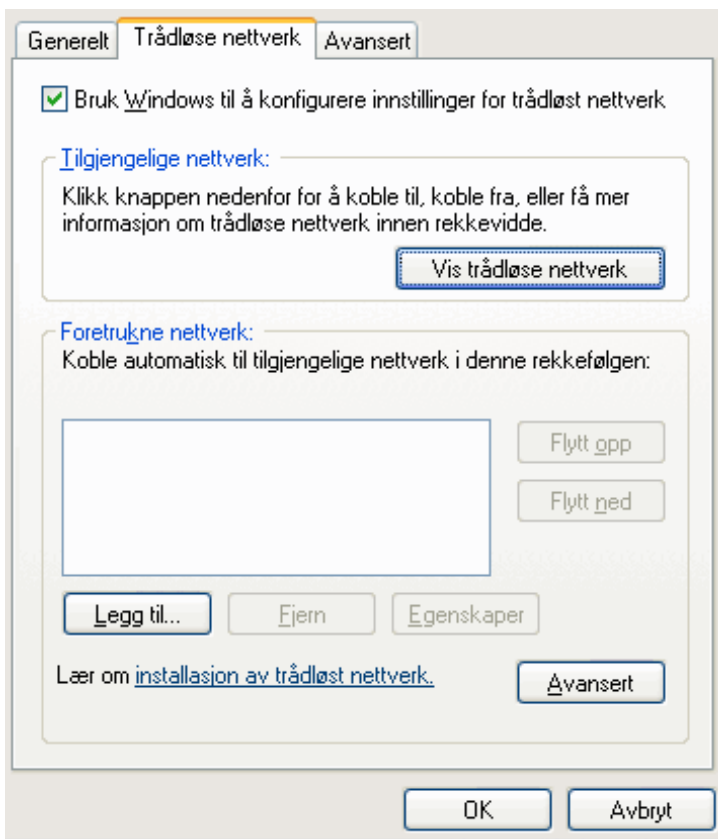 Generelt
Trådløse nettverk
Avansert
Bruk Windows til å konfigurere innstillinger for trådløst nettverk
Tilgjengelige nettverk:
Klikk knappen nedenfor for å koble til, koble fra, eller få mer
informasjon om trådløse nettverk innen rekkevidde.
Vis trådløse nettverk
Foretrukne nettverk:
Koble automatisk til tilgjengelige nettverk i denne rekkefølgen:
Flytt opp
Flytt ned
Legg til...
Fjern
Egenskaper
Lær om installasjon av trådløst nettverk.
Avansert
OK
Avbryt